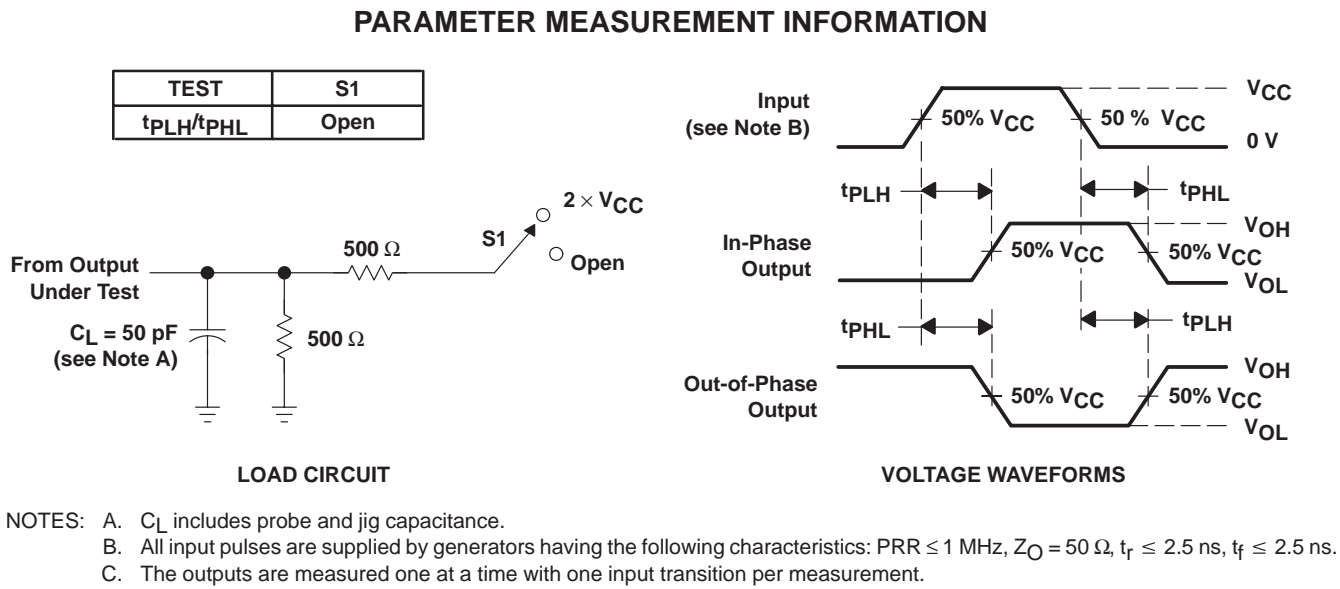 PARAMETER MEASUREMENT INFORMATION
TEST S1
tPLH/tPHL Open
From Output
Under Test
CL = 50 pF
(see Note A)
500 Ω
500 Ω
S1
2 × VCC
Open
LOAD CIRCUIT
Input
(see Note B)
50% VCC
50 % VCC
VCC
0 V
tPLH
tPHL
In-Phase
Output
50% VCC
50% VCC
VOH
VOL
tPHL
tPLH
Out-of-Phase
Output
50% VCC
50% VCC
VOH
VOL
VOLTAGE WAVEFORMS
NOTES: A. CL includes probe and jig capacitance.
B. All input pulses are supplied by generators having the following characteristics: PRR ≤ 1 MHz, ZO = 50 Ω, tr ≤ 2.5 ns, tf ≤ 2.5 ns.
C. The outputs are measured one at a time with one input transition per measurement.